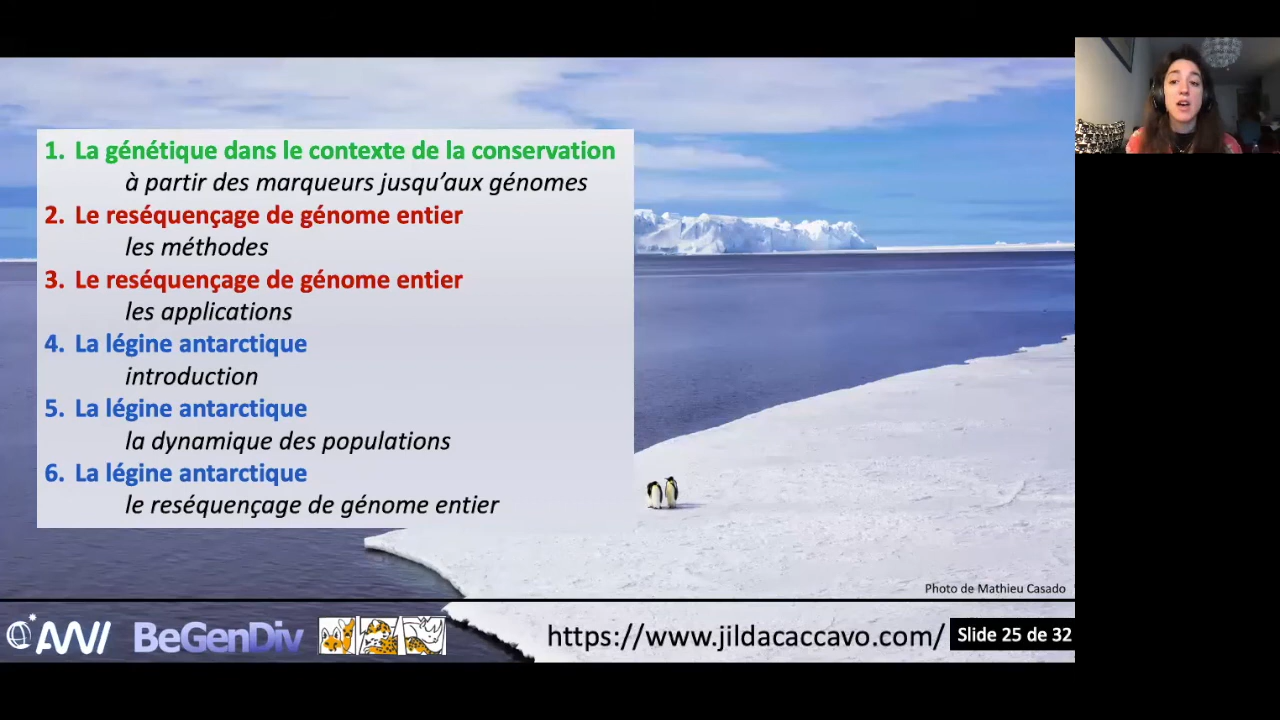 1. La génétique dans le contexte de la conservation
à partir des marqueurs jusqu'aux génomes
2. Le reséquençage de génome entier
les méthodes
3. Le reséquençage de génome entier
les applications
4. La légine antarctique
introduction
5. La légine antarctique
la dynamique des populations
6. La légine antarctique
le reséquençage de génome entier
Photo de Mathieu Casado
AWI
BeGenDiv
https://www.jildacaccavo.com/
Slide 25 de 32